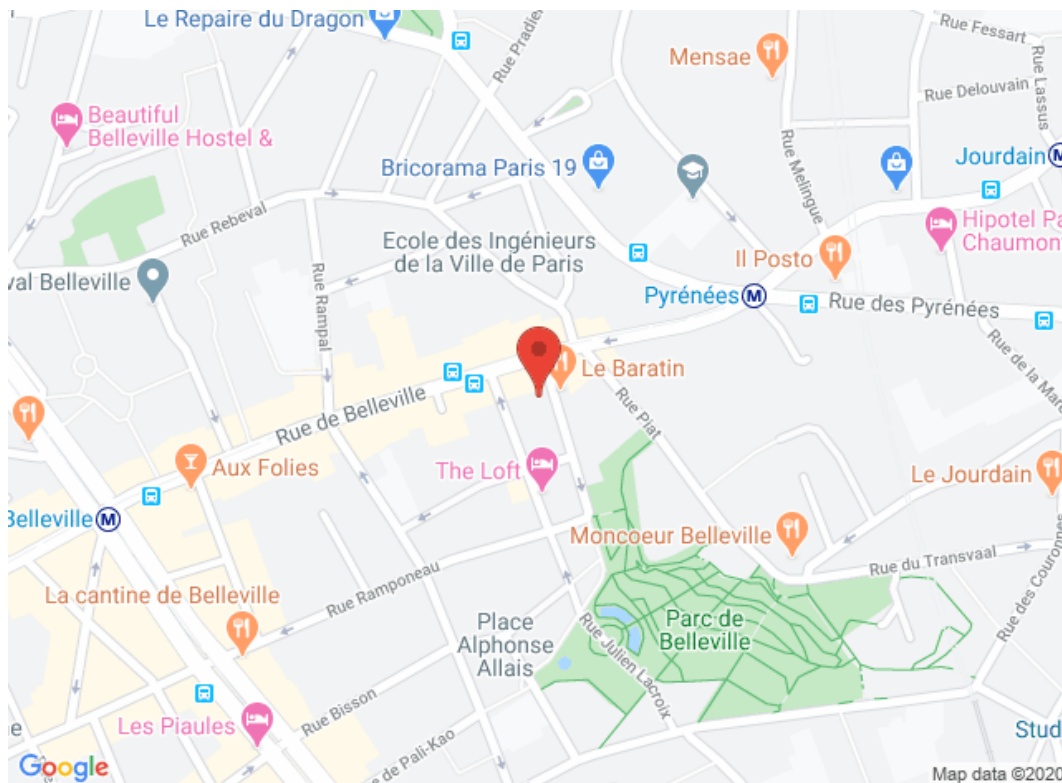 Le Repaire du Dragon
Rue Pradier
Mensae
Rue Fessart
Rue Lassus
Rue Delouvain
Beautiful
Belleville Hostel &
Bricorama Paris 19
Rue Melingue
Jourdain
M
Rue Rebeval
Ecole des Ingénieurs
de la Ville de Paris
Hipotel Pa
Chaumont
Il Posto
val Belleville
Rue Rampal
Pyrénées
M
Rue des Pyrénées
Le Baratin
Rue de la Mar
Rue de Belleville
Rue Piat
Aux Folies
The Loft
Le Jourdain
Belleville
M
Moncoeur Belleville
Rue du Transvaal
Rue des Couronnes
La cantine de Belleville
Rue Ramponeau
Place
Alphonse
Allais
Parc de
Belleville
Rue Julien Lacroix
Rue Bisson
Les Piaules
ne
Stud
e de Pali-Kao
Google
Map data ©2020